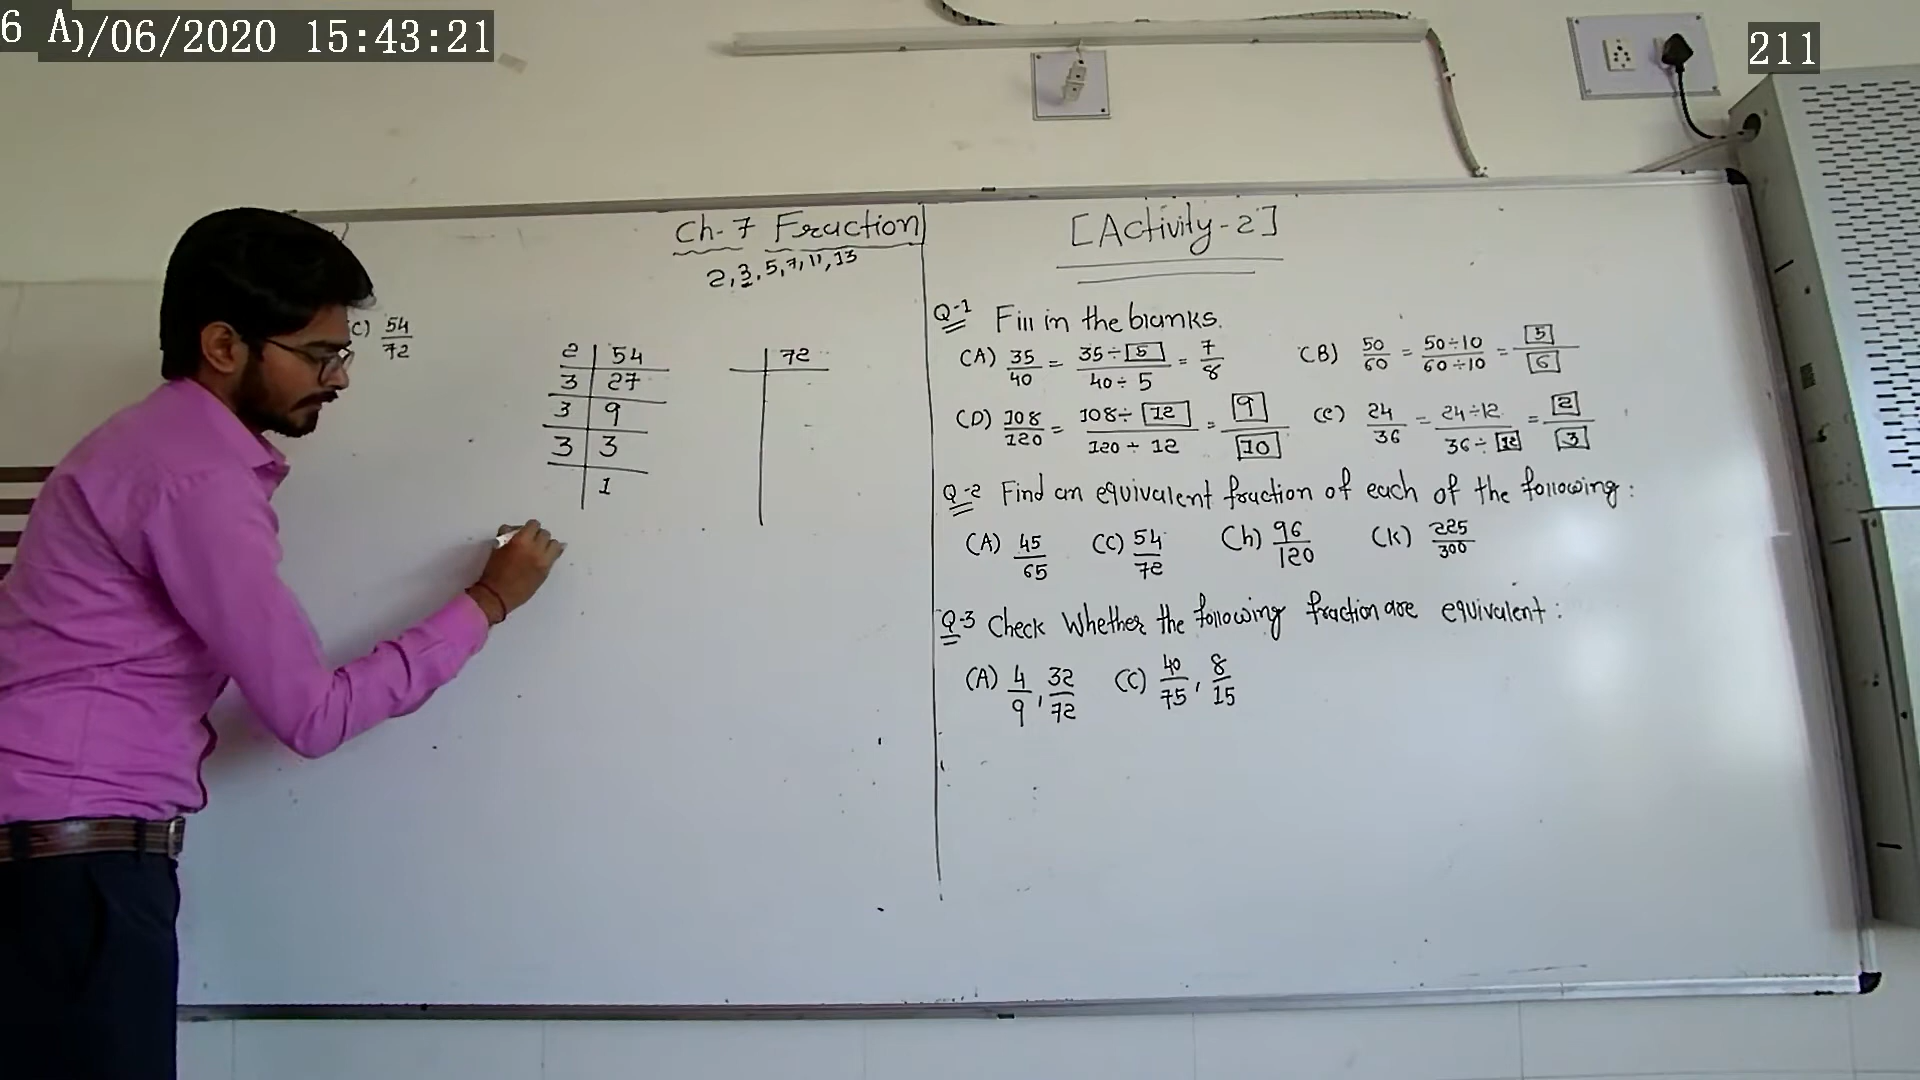 6 A
0/06/2020 15:43:21
211
Ch-7 Fraction
2, 3, 5, 7, 11, 13
C) 54/72
2 | 54
3 | 27
3 | 9
3 | 3
1
72
[Activity-2]
Q-1 Fill in the blanks.
(A) 35/40 = 35÷5/40÷5 = 7/8 (B) 50/60 = 50÷10/60÷10 = 5/6
(D) 108/120 = 108÷12/120÷12 = 9/10 (e) 24/36 = 24÷12/36÷12 = 2/3
Q-2 Find an equivalent fraction of each of the following:
(A) 45/65 (C) 54/72 (h) 96/120 (K) 225/300
Q-3 Check Whether the following fraction are equivalent:
(A) 4/9, 32/72 (C) 40/75, 8/15